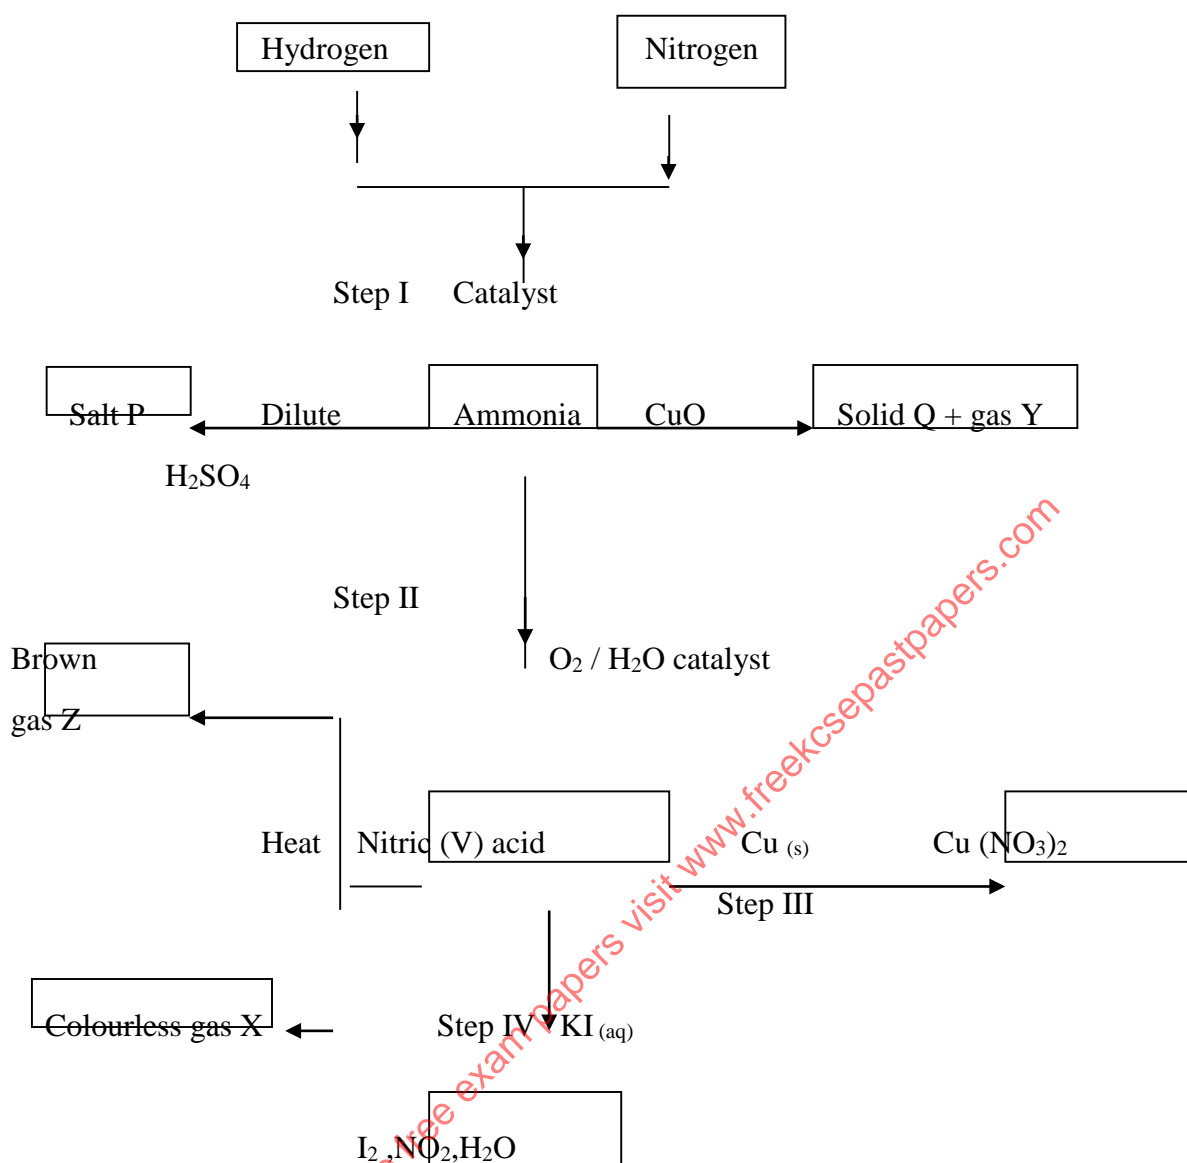 Hydrogen Nitrogen
Step I Catalyst
Salt P Dilute Ammonia CuO Solid Q + gas Y
H₂SO₄
Step II
Brown O₂ / H₂O catalyst
gas Z
Heat Nitric (V) acid Cu (s) Cu (NO₃)₂
Step III
Colourless gas X Step IV KI (aq)
I₂ ,NO₂,H₂O
free exam papers visit www.freekcsepastpapers.com